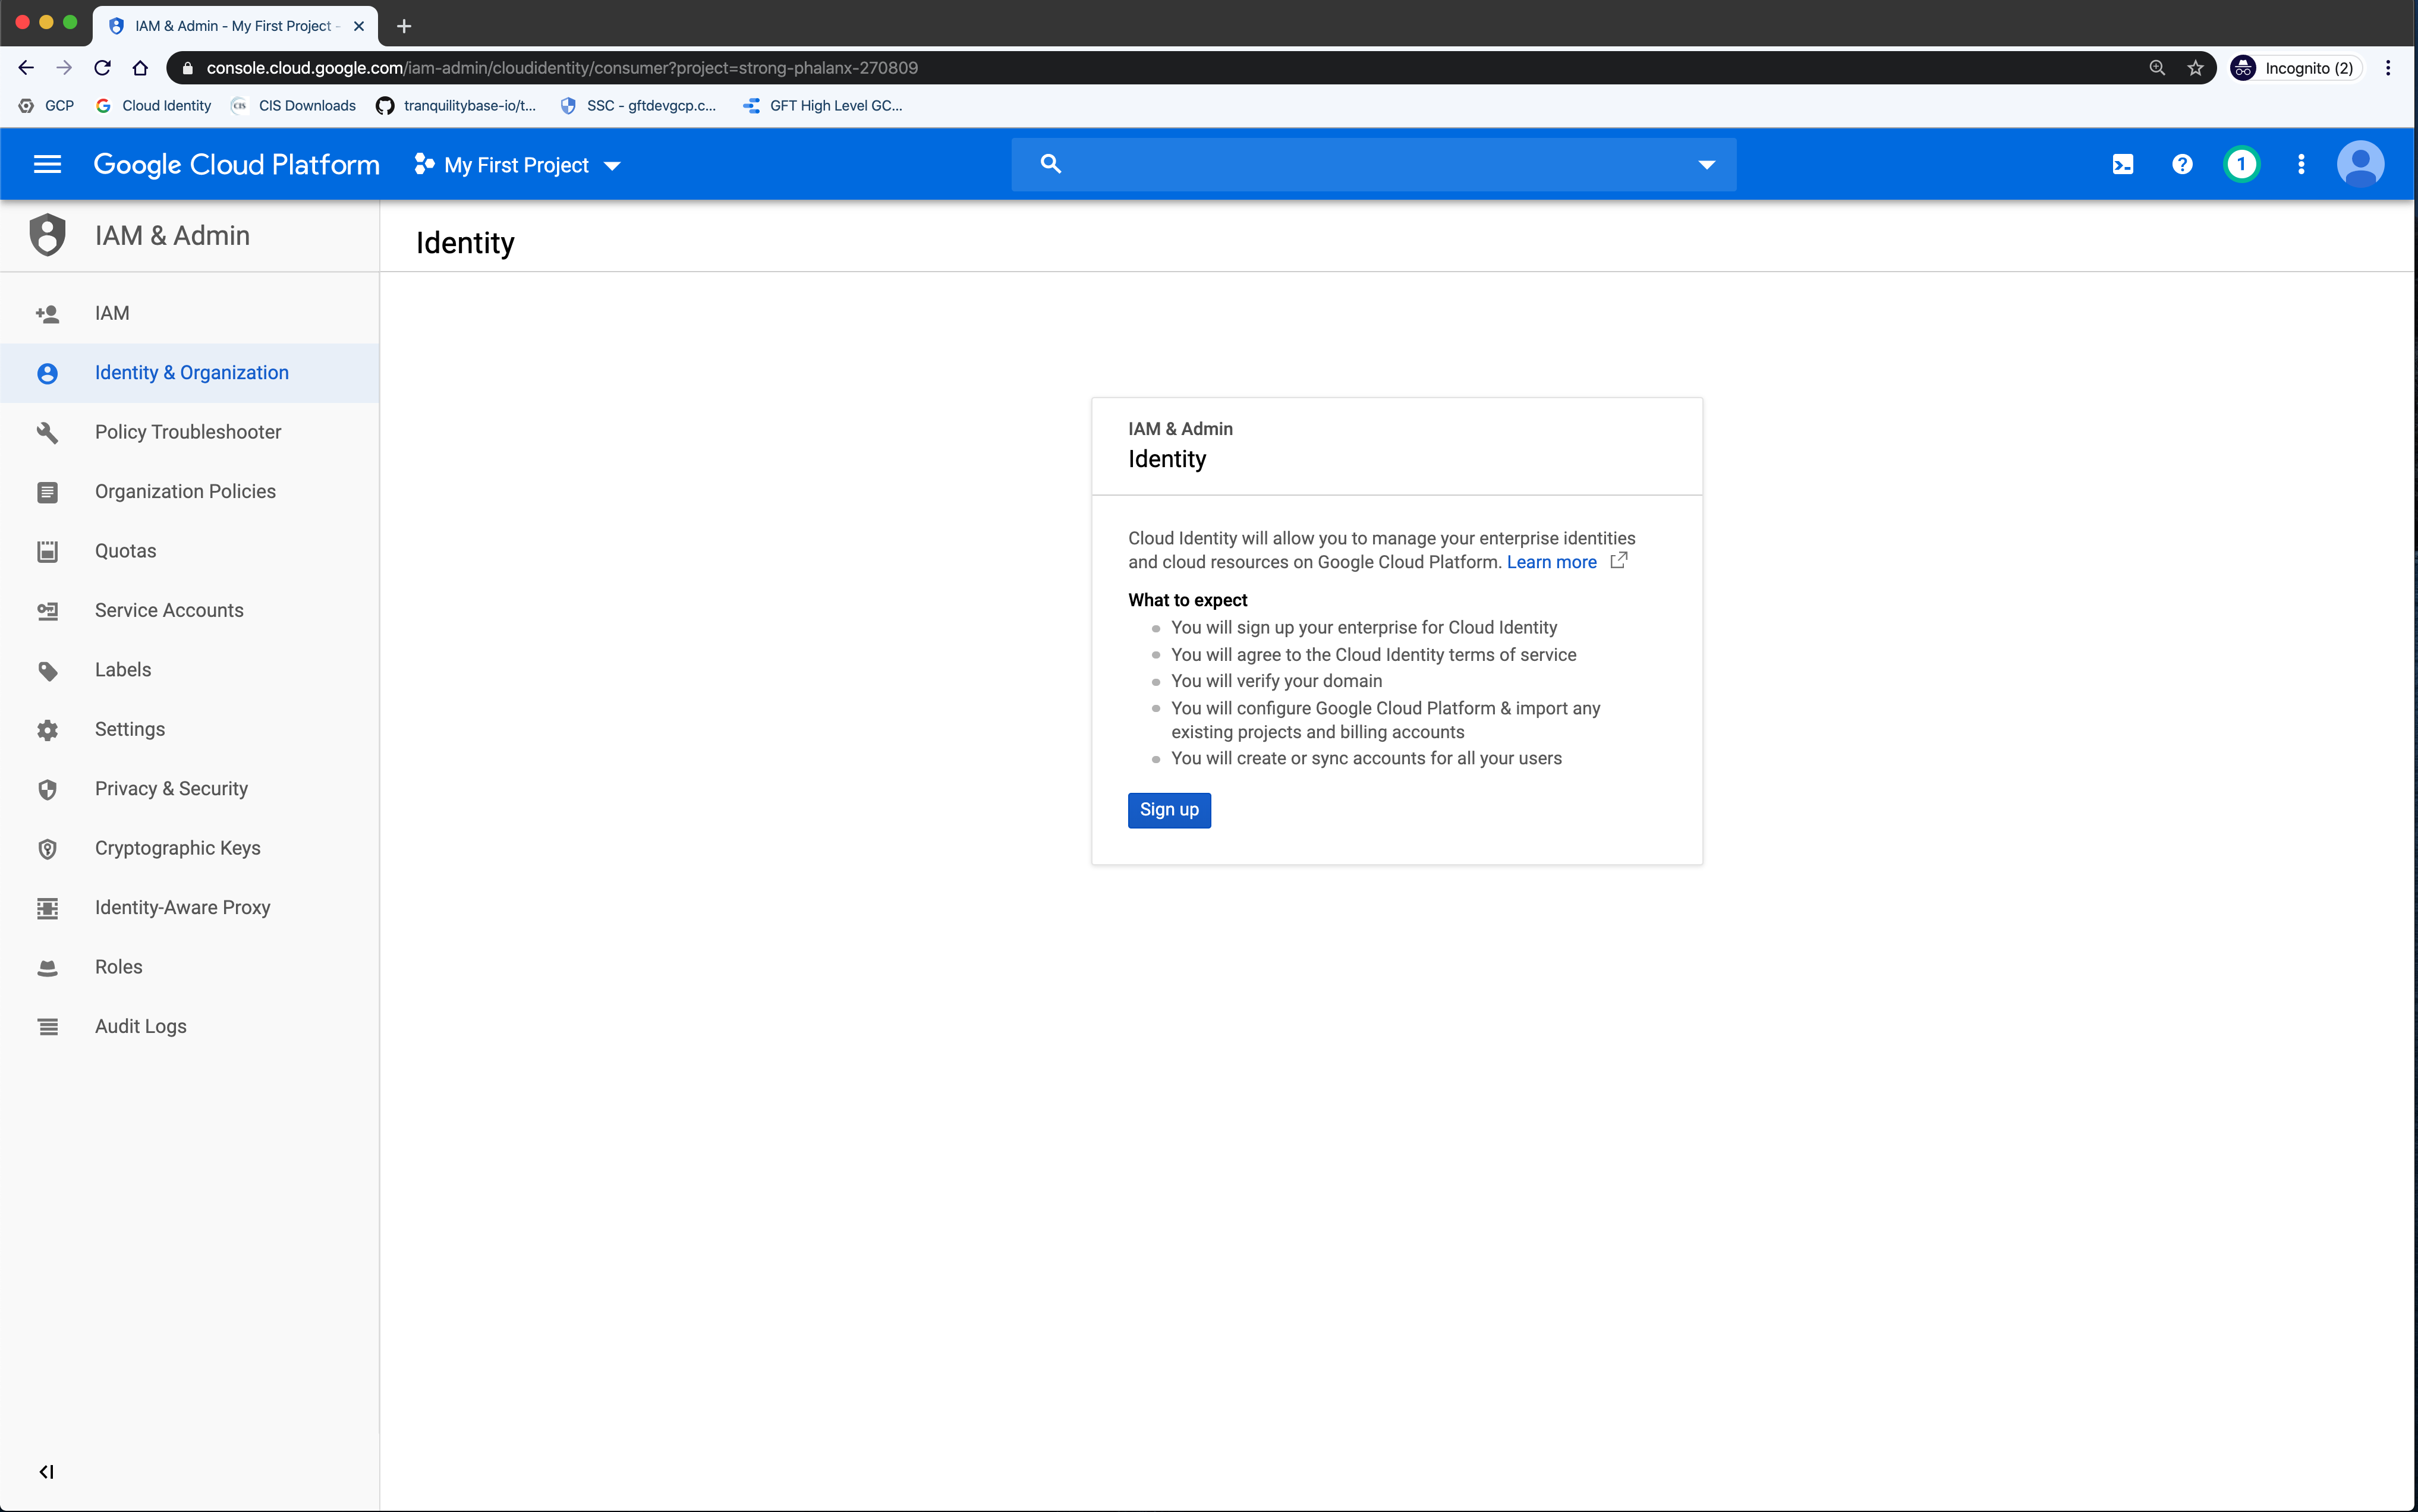 IAM & Admin - My First Project -
console.cloud.google.com/iam-admin/cloudidentity/consumer?project=strong-phalanx-270809
Incognito (2)
GCP
Cloud Identity
CIS
CIS Downloads
tranquilitybase-io/t...
SSC - gftdevgcp.c...
GFT High Level GC...
Google Cloud Platform
My First Project
1
IAM & Admin
Identity
IAM
Identity & Organization
Policy Troubleshooter
Organization Policies
Quotas
Service Accounts
Labels
Settings
Privacy & Security
Cryptographic Keys
Identity-Aware Proxy
Roles
Audit Logs
IAM & Admin
Identity
Cloud Identity will allow you to manage your enterprise identities
and cloud resources on Google Cloud Platform. Learn more
What to expect
You will sign up your enterprise for Cloud Identity
You will agree to the Cloud Identity terms of service
You will verify your domain
You will configure Google Cloud Platform & import any
existing projects and billing accounts
You will create or sync accounts for all your users
Sign up